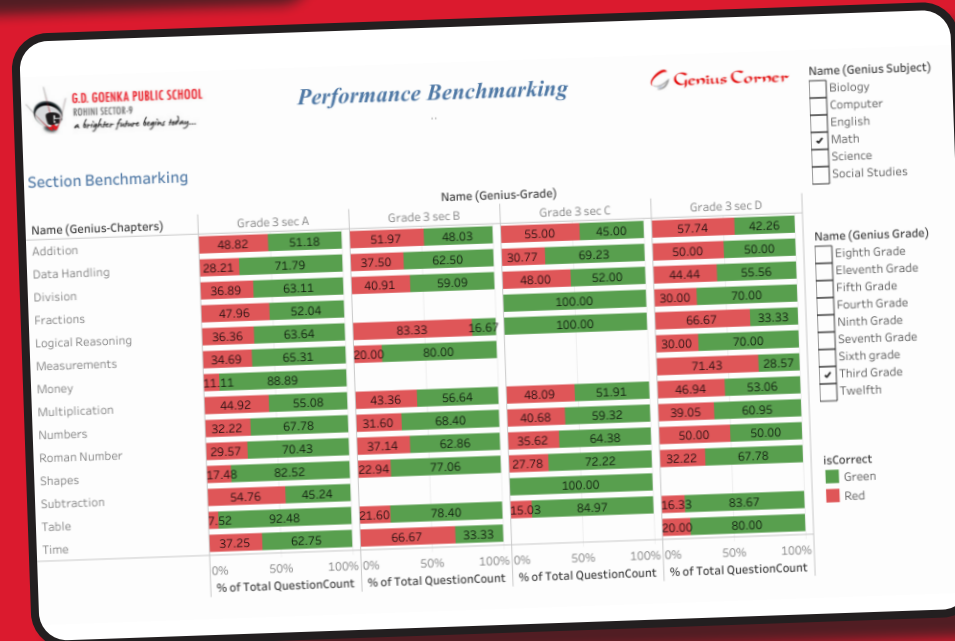 G.D. GOENKA PUBLIC SCHOOL
ROHINI SECTOR-9
a brighter future begins today...
Performance Benchmarking
..
Genius Corner
Section Benchmarking
Name (Genius-Grade)
Name (Genius-Chapters) Grade 3 sec A Grade 3 sec B Grade 3 sec C Grade 3 sec D
Addition 48.82 51.18 51.97 48.03 55.00 45.00 57.74 42.26
Data Handling 28.21 71.79 37.50 62.50 30.77 69.23 50.00 50.00
Division 36.89 63.11 40.91 59.09 48.00 52.00 44.44 55.56
Fractions 47.96 52.04 100.00 30.00 70.00
Logical Reasoning 36.36 63.64 83.33 16.67 100.00 66.67 33.33
Measurements 34.69 65.31 20.00 80.00 30.00 70.00
Money 11.11 88.89 71.43 28.57
Multiplication 44.92 55.08 43.36 56.64 48.09 51.91 46.94 53.06
Numbers 32.22 67.78 31.60 68.40 40.68 59.32 39.05 60.95
Roman Number 29.57 70.43 37.14 62.86 35.62 64.38 50.00 50.00
Shapes 17.48 82.52 22.94 77.06 27.78 72.22 32.22 67.78
Subtraction 54.76 45.24 100.00
Table 7.52 92.48 21.60 78.40 15.03 84.97 16.33 83.67
Time 37.25 62.75 66.67 33.33 20.00 80.00
0% 50% 100% 0% 50% 100% 0% 50% 100% 0% 50% 100%
% of Total QuestionCount % of Total QuestionCount % of Total QuestionCount % of Total QuestionCount
Name (Genius Subject)
Biology
Computer
English
Math
Science
Social Studies
Name (Genius Grade)
Eighth Grade
Eleventh Grade
Fifth Grade
Fourth Grade
Ninth Grade
Seventh Grade
Sixth grade
Third Grade
Twelfth
isCorrect
Green
Red